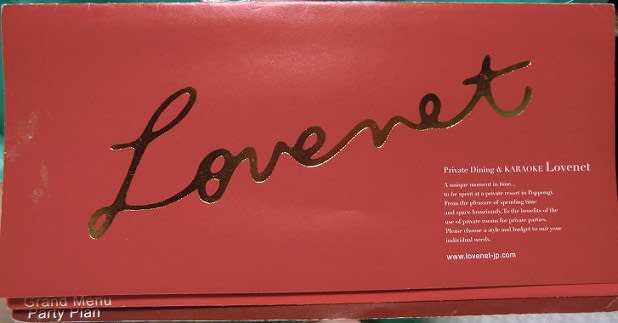 Lovenet
Private Dining & KARAOKE Lovenet
A unique moment in time...
to be spent at a private resort in Roppongi.
From the pleasure of spending time
and space luxuriously. To the benefits of the
use of private rooms for private parties.
Please choose a style and budget to suit your
individual needs.
www.lovenet-jp.com
Grand Menu
Party Plan